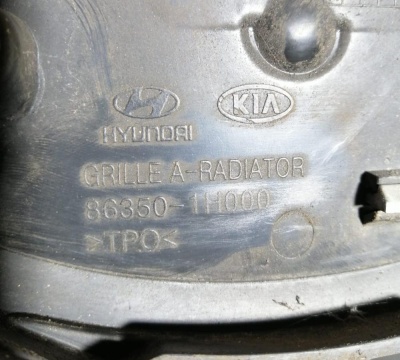 HYUNDAI KIA
GRILLE A-RADIATOR
86350-1H000
>TPO<